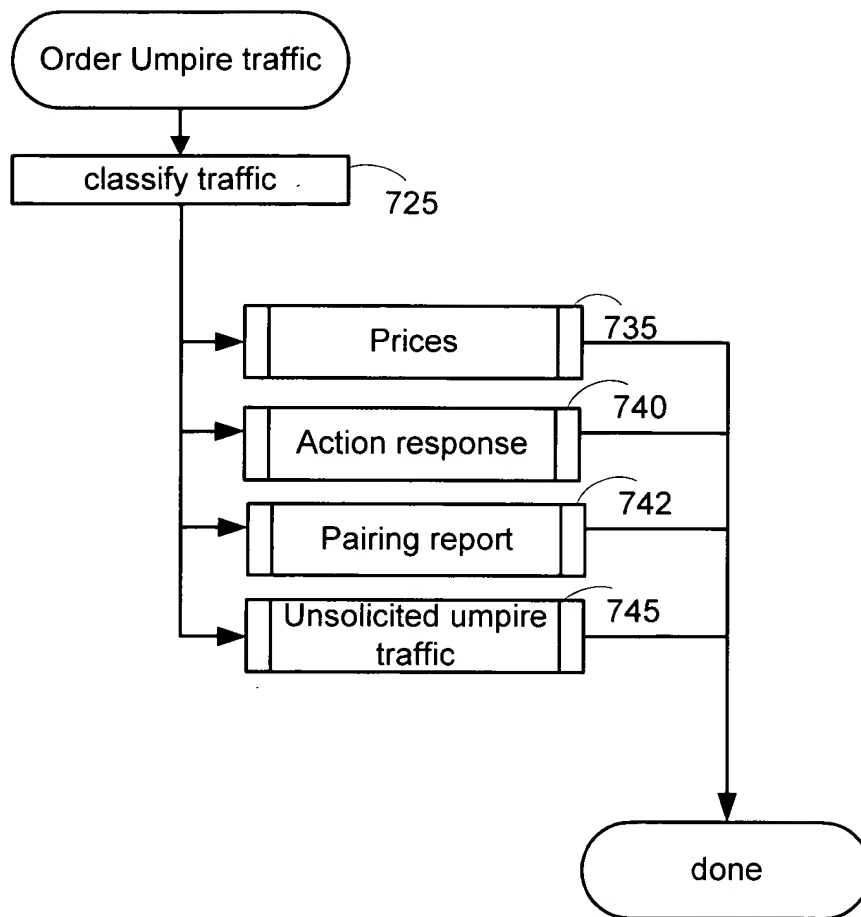 Order Umpire traffic
classify traffic
725
Prices
735
Action response
740
Pairing report
742
Unsolicited umpire
traffic
745
done